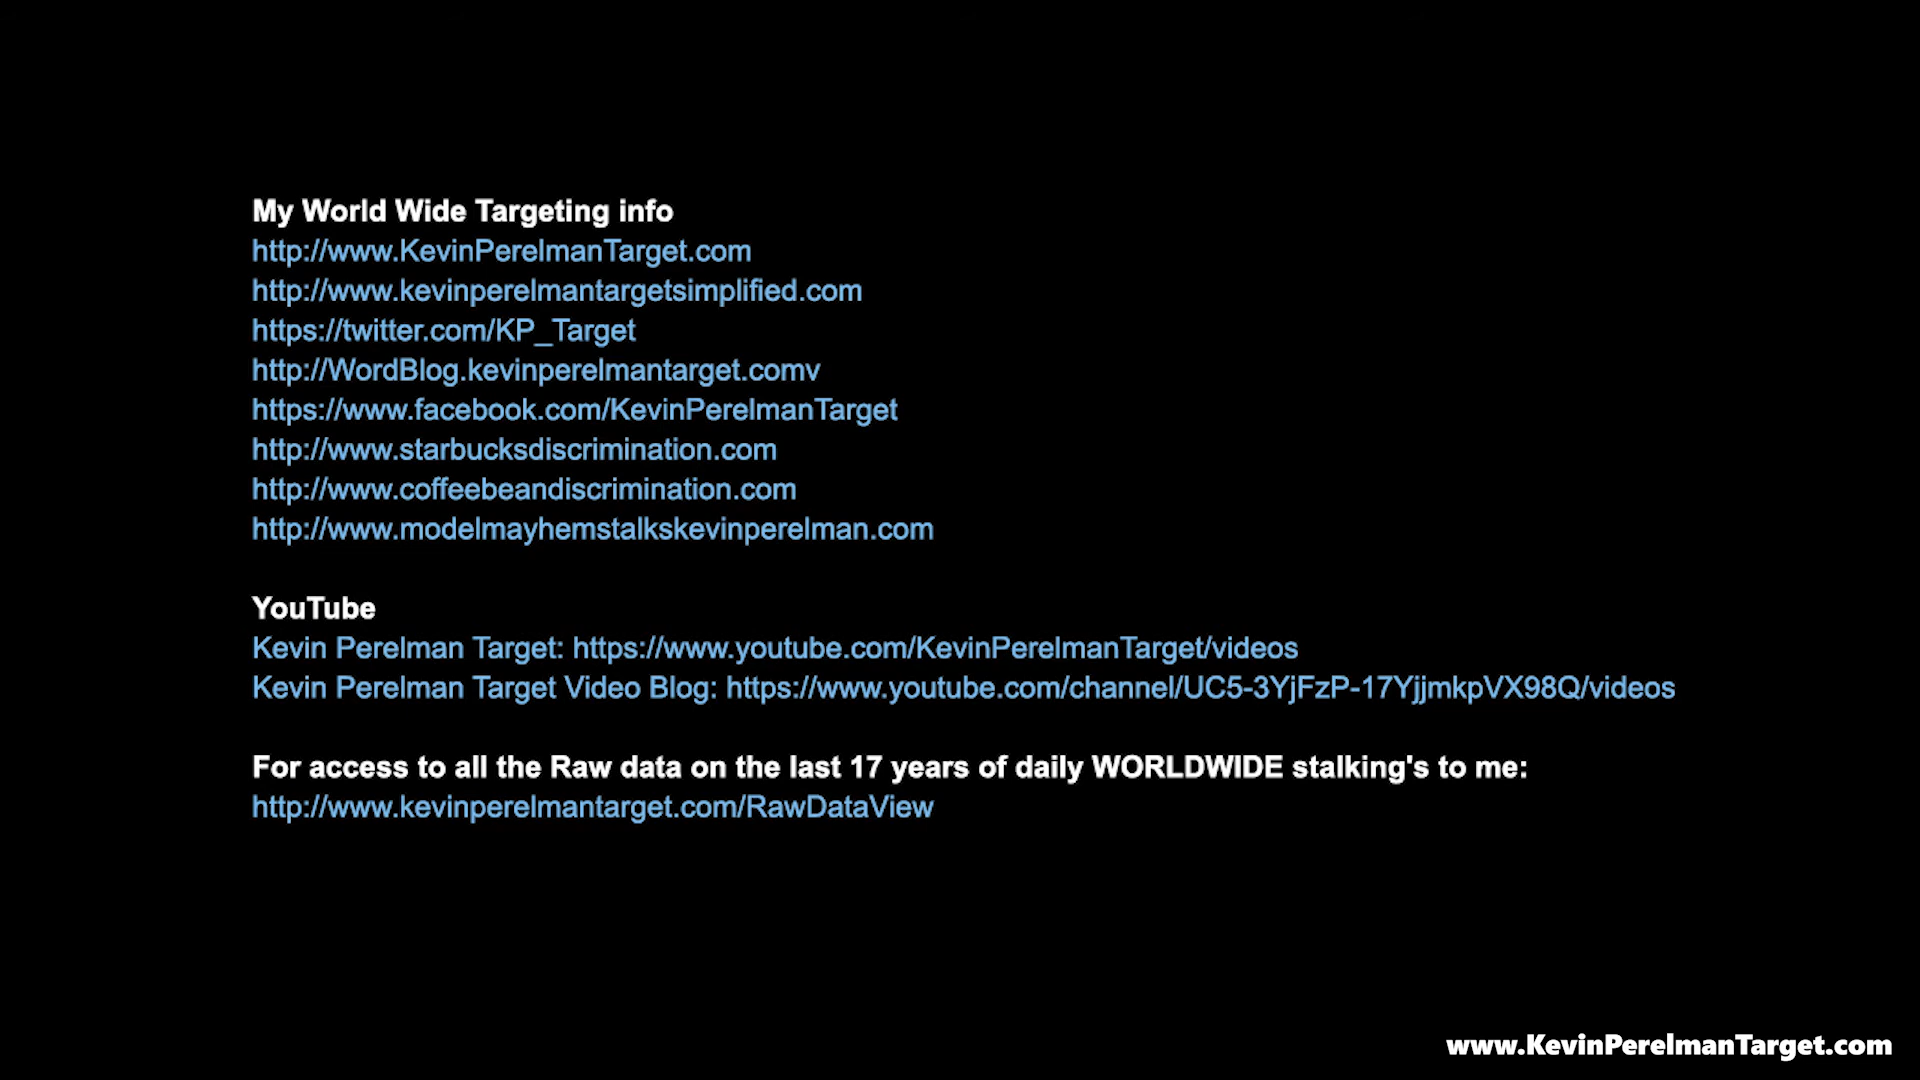 My World Wide Targeting info
http://www.KevinPerelmanTarget.com
http://www.kevinperelmantargetsimplified.com
https://twitter.com/KP_Target
http://WordBlog.kevinperelmantarget.comv
https://www.facebook.com/KevinPerelmanTarget
http://www.starbucksdiscrimination.com
http://www.coffeebeandiscrimination.com
http://www.modelmayhemstalkskevinperelman.com
YouTube
Kevin Perelman Target: https://www.youtube.com/KevinPerelmanTarget/videos
Kevin Perelman Target Video Blog: https://www.youtube.com/channel/UC5-3YjFzP-17YjjmkpVX98Q/videos
For access to all the Raw data on the last 17 years of daily WORLDWIDE stalking's to me:
http://www.kevinperelmantarget.com/RawDataView
www.KevinPerelmanTarget.com